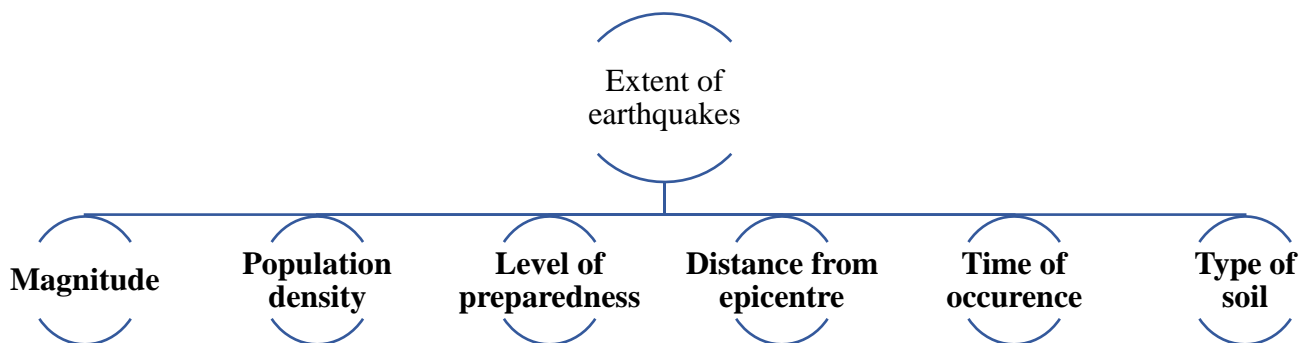 Extent of
earthquakes
Magnitude
Population
density
Level of
preparedness
Distance from
epicentre
Time of
occurence
Type of
soil